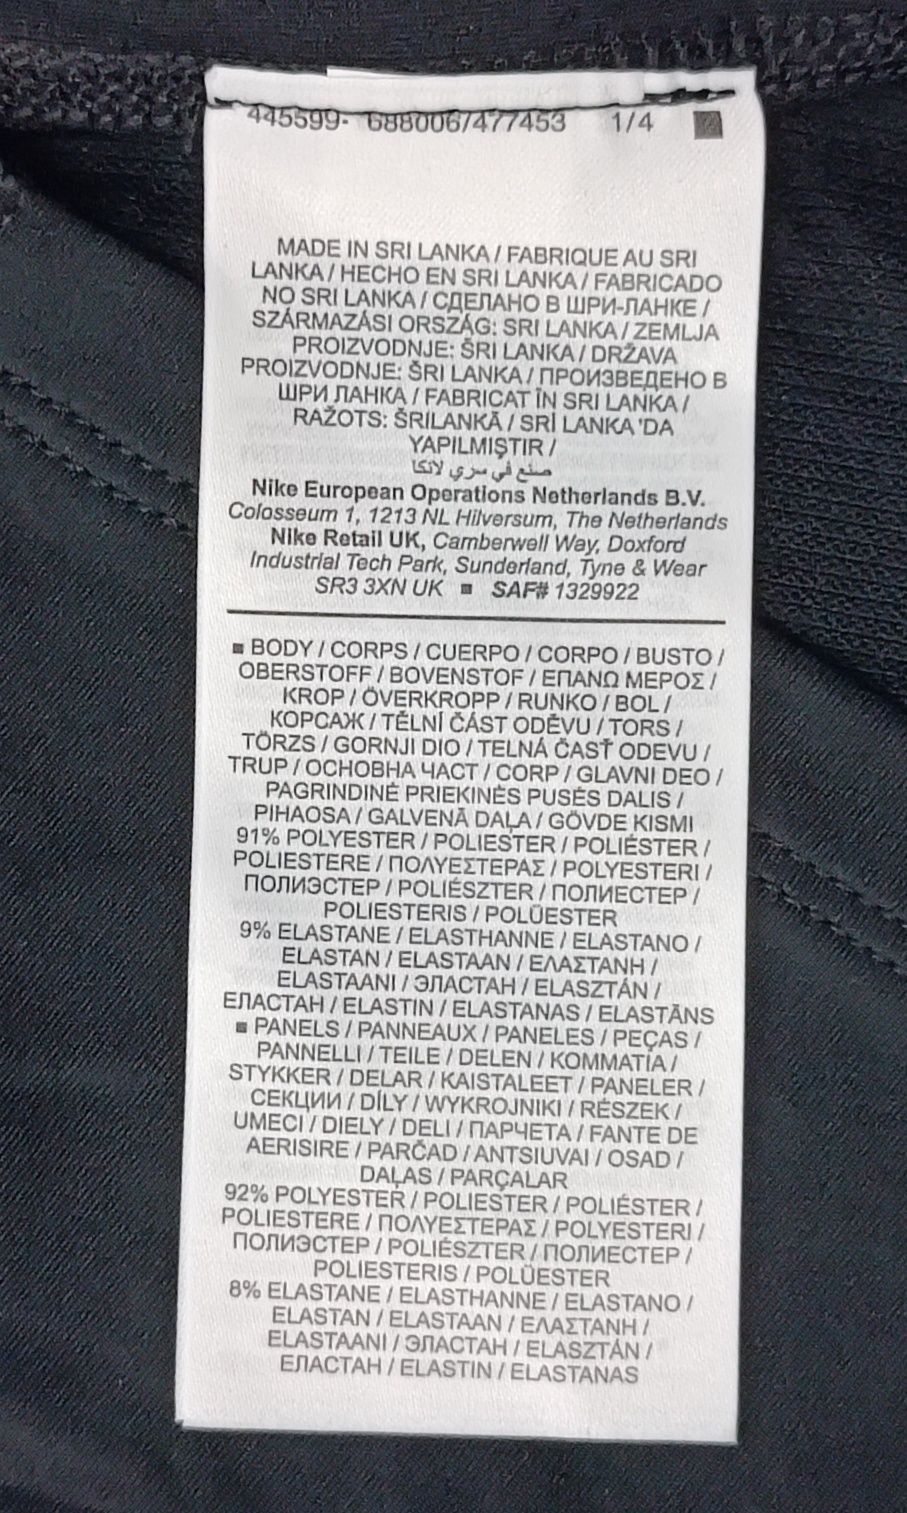 445599- 688006/477453 1/4
MADE IN SRI LANKA / FABRIQUE AU SRI
LANKA / HECHO EN SRI LANKA / FABRICADO
NO SRI LANKA / СДЕЛАНО В ШРИ-ЛАНКЕ /
SZÁRMAZÁSI ORSZÁG: SRI LANKA / ZEMLJA
PROIZVODNJE: ŠRI LANKA / DRŽAVA
PROIZVODNJE: ŠRI LANKA / ПРОИЗВЕДЕНО В
ШРИ ЛАНКА / FABRICAT ÎN SRI LANKA /
RAŽOTS: ŠRILANKĀ / SRİ LANKA 'DA
YAPILMIŞTIR /
صنع في سري لانكا
Nike European Operations Netherlands B.V.
Colosseum 1, 1213 NL Hilversum, The Netherlands
Nike Retail UK, Camberwell Way, Doxford
Industrial Tech Park, Sunderland, Tyne & Wear
SR3 3XN UK ■ SAF# 1329922
■ BODY / CORPS / CUERPO / CORPO / BUSTO /
OBERSTOFF / BOVENSTOF / ΕΠΑΝΩ ΜΕΡΟΣ /
KROP / ÖVERKROPP / RUNKO / BOL /
КОРСАЖ / TĚLNÍ ČÁST ODĚVU / TORS /
TÖRZS / GORNJI DIO / TELNÁ ČASŤ ODEVU /
TRUP / ОСНОВНА ЧАСТ / CORP / GLAVNI DEO /
PAGRINDINĖ PRIEKINĖS PUSĖS DALIS /
PIHAOSA / GALVENĀ DAĻA / GÖVDE KISMI
91% POLYESTER / POLIESTER / POLIÉSTER /
POLIESTERE / ΠΟΛΥΕΣΤΕΡΑΣ / POLYESTERI /
ПОЛИЭСТЕР / POLIÉSZTER / ПОЛИЕСТЕР /
POLIESTERIS / POLÜESTER
9% ELASTANE / ELASTHANNE / ELASTANO /
ELASTAN / ELASTAAN / ΕΛΑΣΤΑΝΗ /
ELASTAANI / ЭЛАСТАН / ELASZTÁN /
ЕЛАСТАН / ELASTIN / ELASTANAS / ELASTĀNS
■ PANELS / PANNEAUX / PANELES / PEÇAS /
PANNELLI / TEILE / DELEN / ΚΟΜΜΑΤΙΑ /
STYKKER / DELAR / KAISTALEET / PANELER /
СЕКЦИИ / DÍLY / WYKROJNIKI / RÉSZEK /
UMECI / DIELY / DELI / ПАРЧЕТА / FANTE DE
AERISIRE / PARČAD / ANTSIUVAI / OSAD /
DAĻAS / PARÇALAR
92% POLYESTER / POLIESTER / POLIÉSTER /
POLIESTERE / ΠΟΛΥΕΣΤΕΡΑΣ / POLYESTERI /
ПОЛИЭСТЕР / POLIÉSZTER / ПОЛИЕСТЕР /
POLIESTERIS / POLÜESTER
8% ELASTANE / ELASTHANNE / ELASTANO /
ELASTAN / ELASTAAN / ΕΛΑΣΤΑΝΗ /
ELASTAANI / ЭЛАСТАН / ELASZTÁN /
ЕЛАСТАН / ELASTIN / ELASTANAS